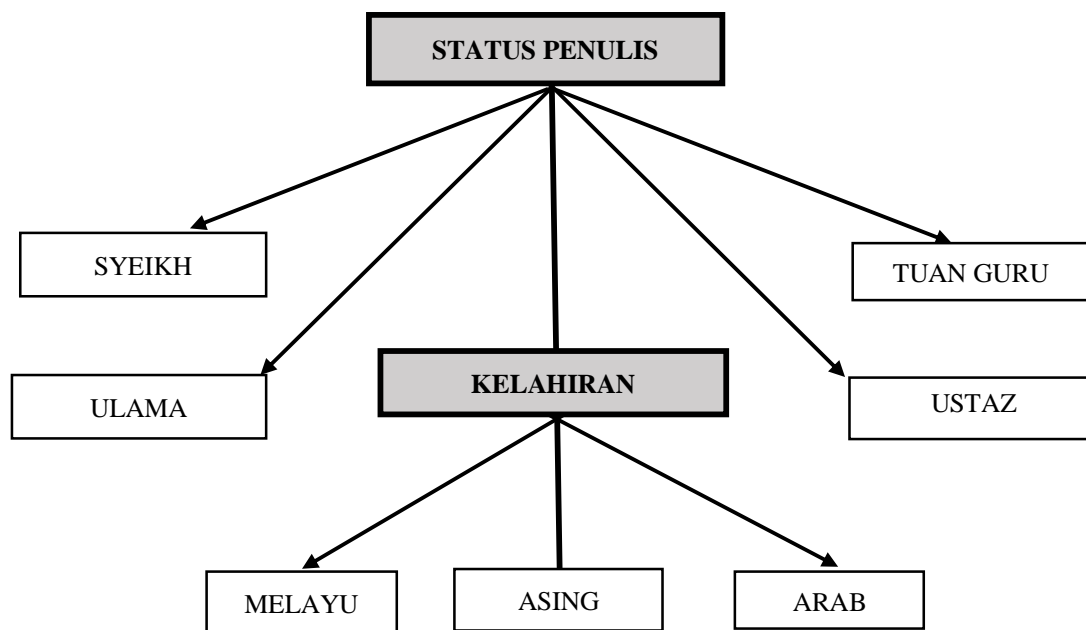 STATUS PENULIS
SYEIKH
TUAN GURU
ULAMA
KELAHIRAN
USTAZ
MELAYU
ASING
ARAB